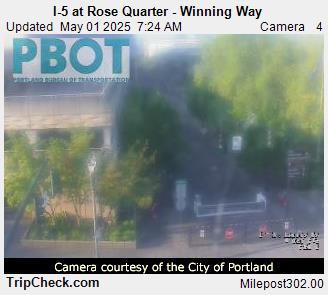 I-5 at Rose Quarter - Winning Way
Updated May 01 2025 7:24 AM Camera 4
PBOT
PORTLAND BUREAU OF TRANSPORTATION
Camera courtesy of the City of Portland
TripCheck.com Milepost302.00